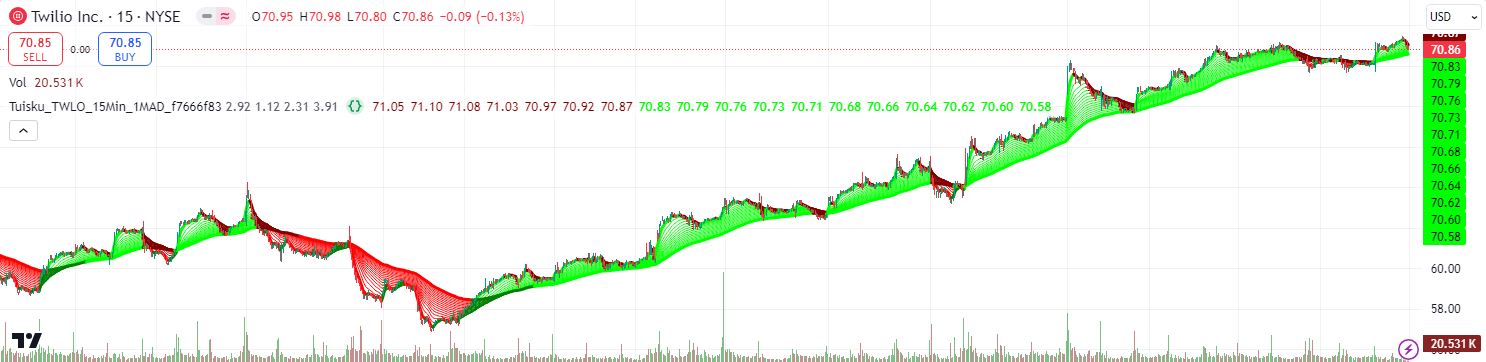 Twilio Inc. · 15 · NYSE O70.95 H70.98 L70.80 C70.86 −0.09 (−0.13%)
USD
70.85 SELL
0.00
70.85 BUY
Vol 20.531 K
Tuisku_TWLO_15Min_1MAD_f7666f83 2.92 1.12 2.31 3.91 {} 71.05 71.10 71.08 71.03 70.97 70.92 70.87 70.83 70.79 70.76 70.73 70.71 70.68 70.66 70.64 70.62 70.60 70.58
70.87
70.86
70.83
70.79
70.76
70.73
70.71
70.68
70.66
70.64
70.62
70.60
70.58
60.00
58.00
20.531 K